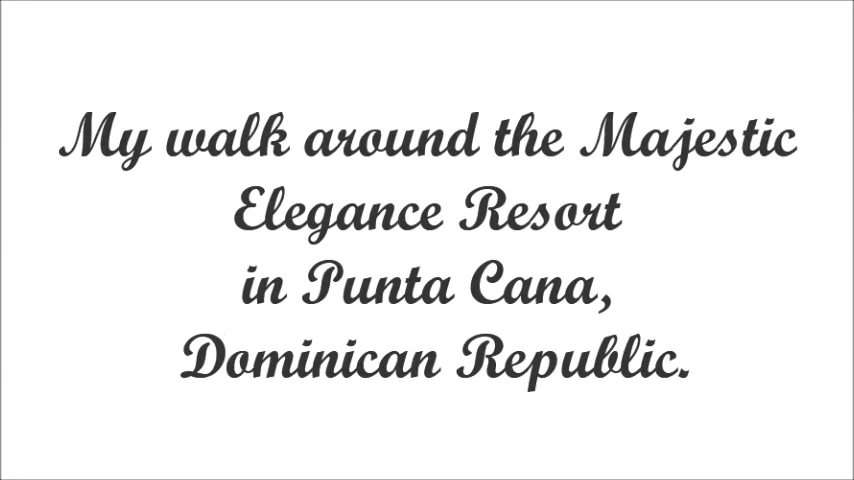 My walk around the Majestic
Elegance Resort
in Punta Cana,
Dominican Republic.